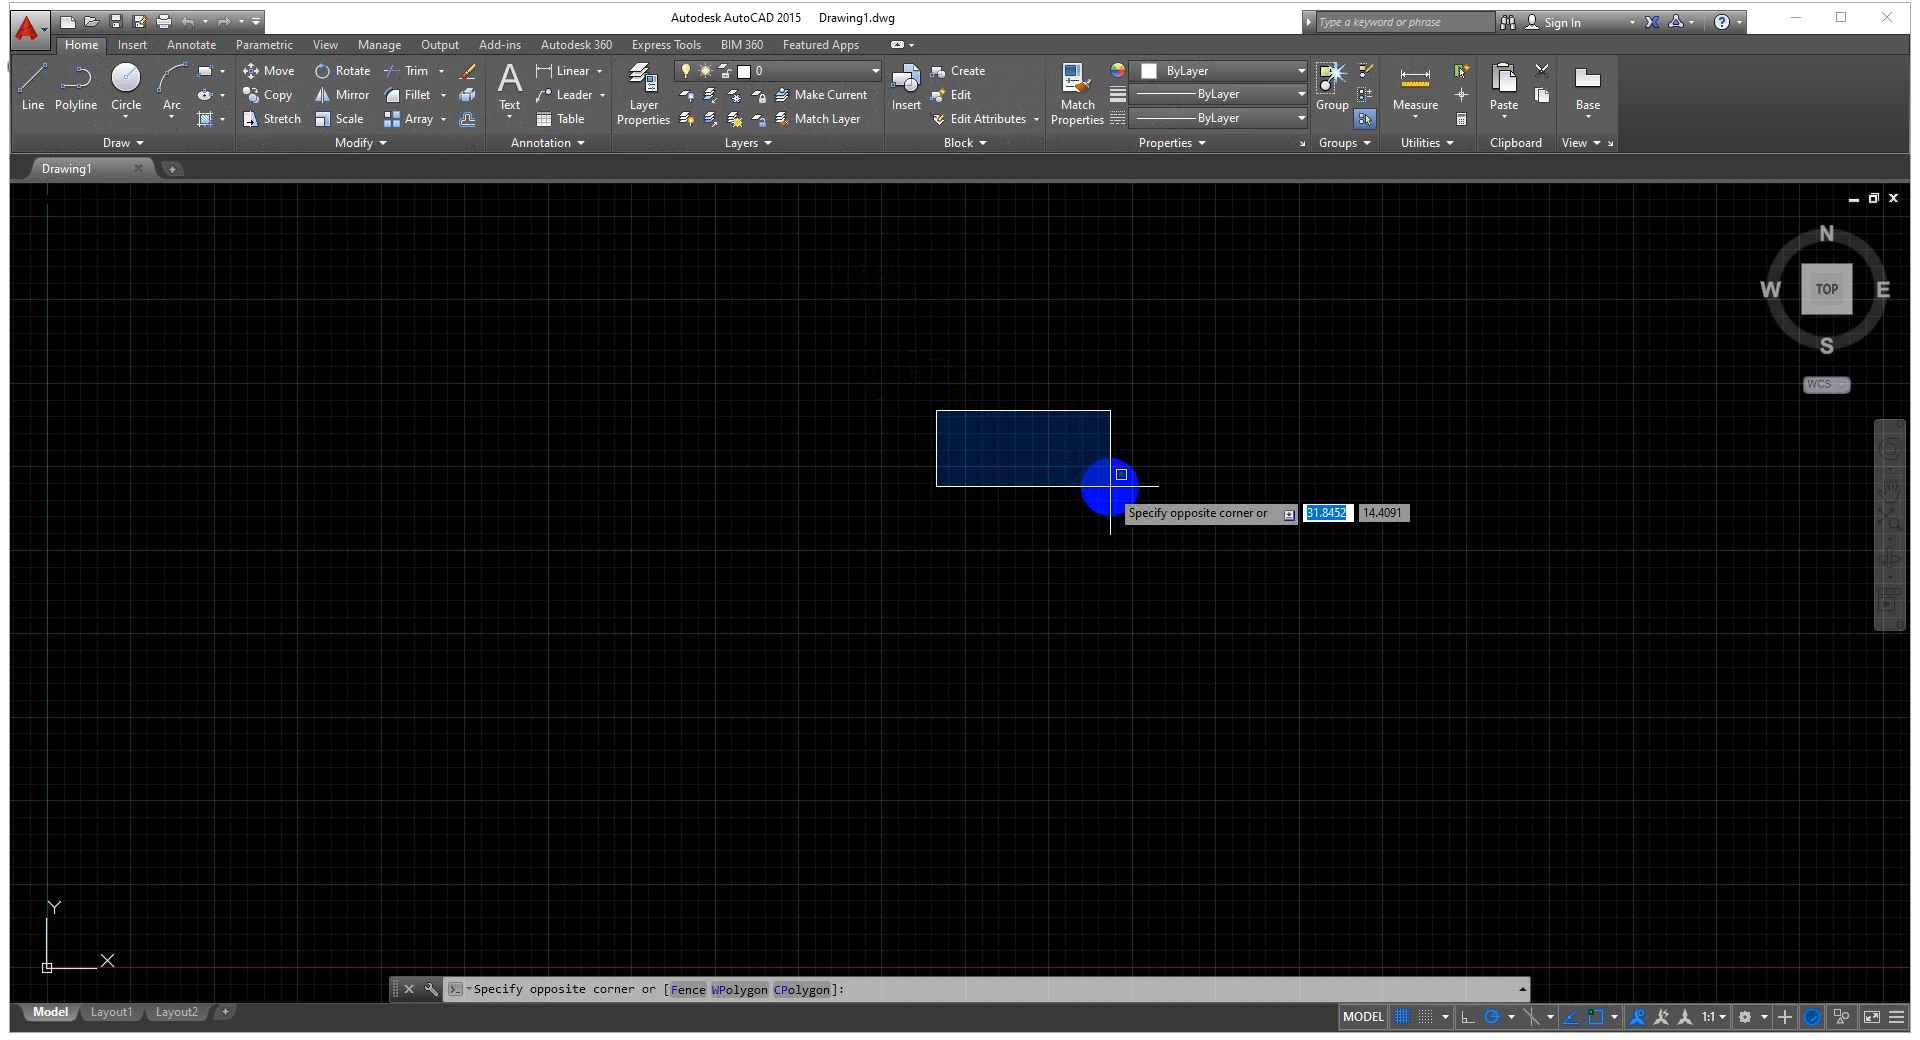 Autodesk AutoCAD 2015 Drawing1.dwg
Type a keyword or phrase
Sign In
Home Insert Annotate Parametric View Manage Output Add-ins Autodesk 360 Express Tools BIM 360 Featured Apps
Line Polyline Circle Arc
Move Rotate Trim
Copy Mirror Fillet
Stretch Scale Array
Text
Linear
Leader
Table
Layer Properties
0
Make Current
Match Layer
Insert
Create
Edit
Edit Attributes
Match Properties
ByLayer
ByLayer
ByLayer
Group
Measure
Paste
Base
Draw Modify Annotation Layers Block Properties Groups Utilities Clipboard View
Drawing1
N
W TOP E
S
WCS
Specify opposite corner or 31.8452 14.4091
Y
X
Specify opposite corner or [Fence WPolygon CPolygon]:
Model Layout1 Layout2
MODEL 1:1